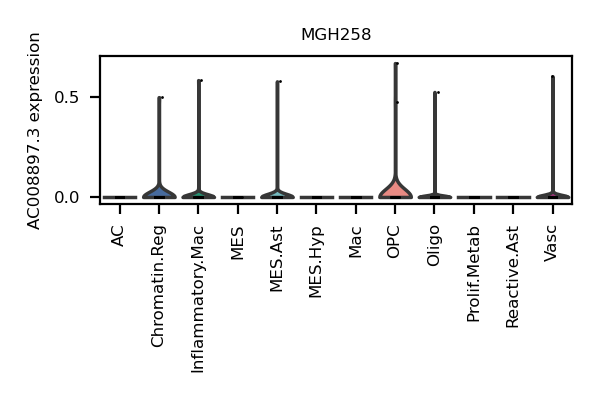 MGH258
AC008897.3 expression
0.5
0.0
AC
Chromatin.Reg
Inflammatory.Mac
MES
MES.Ast
MES.Hyp
Mac
OPC
Oligo
Prolif.Metab
Reactive.Ast
Vasc